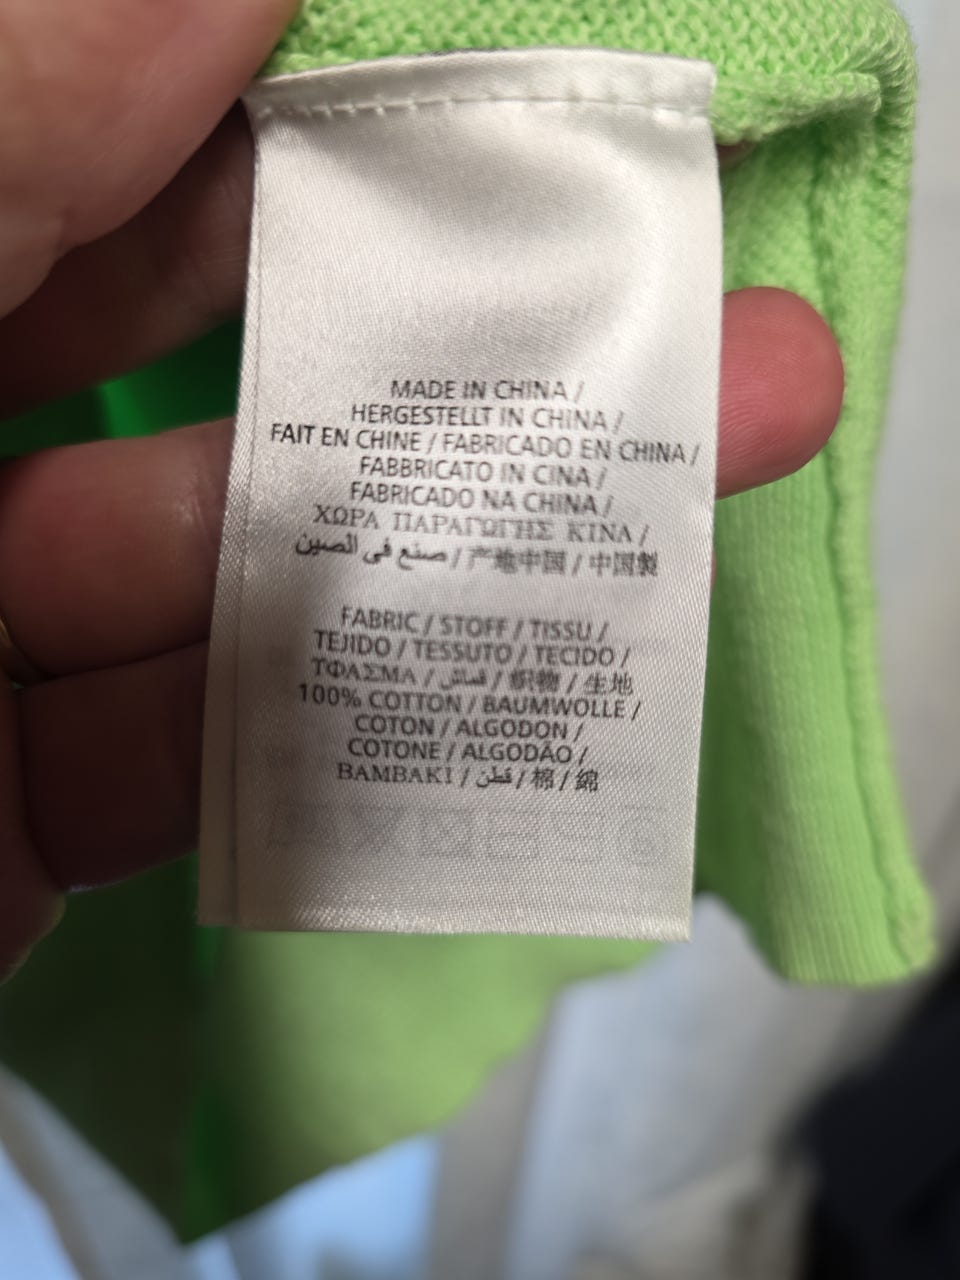 MADE IN CHINA /
HERGESTELLT IN CHINA /
FAIT EN CHINE / FABRICADO EN CHINA /
FABBRICATO IN CINA /
FABRICADO NA CHINA /
ΧΩΡΑ ΠΑΡΑΓΩΓΗΣ ΚΙΝΑ /
صنع في الصين / 产地中国 / 中国製
FABRIC / STOFF / TISSU /
TEJIDO / TESSUTO / TECIDO /
ΤΦΑΣΜΑ / قماش / 织物 / 生地
100% COTTON / BAUMWOLLE /
COTON / ALGODON /
COTONE / ALGODÃO /
BAMBAKI / قطن / 棉 / 綿